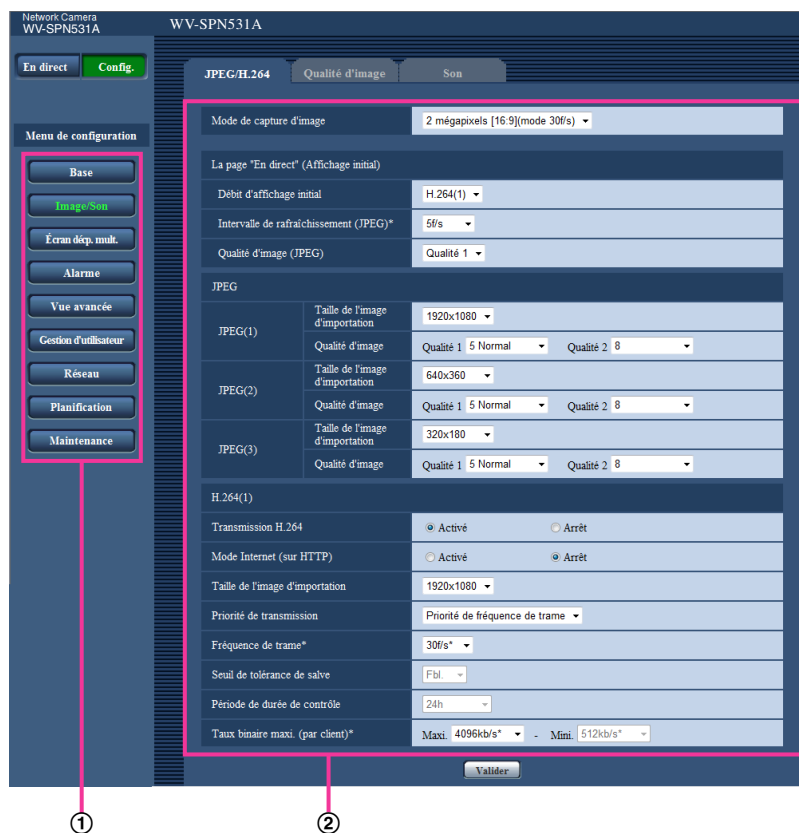 Network Camera
WV-SPN531A
WV-SPN531A
En direct Config.
JPEG/H.264 Qualité d'image Son
Menu de configuration
Base
Image/Son
Écran déçp. mult.
Alarme
Vue avancée
Gestion d'utilisateur
Réseau
Planification
Maintenance
Mode de capture d'image 2 mégapixels [16:9](mode 30f/s)
La page "En direct" (Affichage initial)
Débit d'affichage initial H.264(1)
Intervalle de rafraîchissement (JPEG)* 5f/s
Qualité d'image (JPEG) Qualité 1
JPEG
JPEG(1)
Taille de l'image d'importation 1920x1080
Qualité d'image Qualité 1 5 Normal Qualité 2 8
JPEG(2)
Taille de l'image d'importation 640x360
Qualité d'image Qualité 1 5 Normal Qualité 2 8
JPEG(3)
Taille de l'image d'importation 320x180
Qualité d'image Qualité 1 5 Normal Qualité 2 8
H.264(1)
Transmission H.264 Activé Arrêt
Mode Internet (sur HTTP) Activé Arrêt
Taille de l'image d'importation 1920x1080
Priorité de transmission Priorité de fréquence de trame
Fréquence de trame* 30f/s*
Seuil de tolérance de salve Fbl.
Période de durée de contrôle 24h
Taux binaire maxi. (par client)* Maxi. 4096kb/s* - Mini. 512kb/s*
Valider
① ②